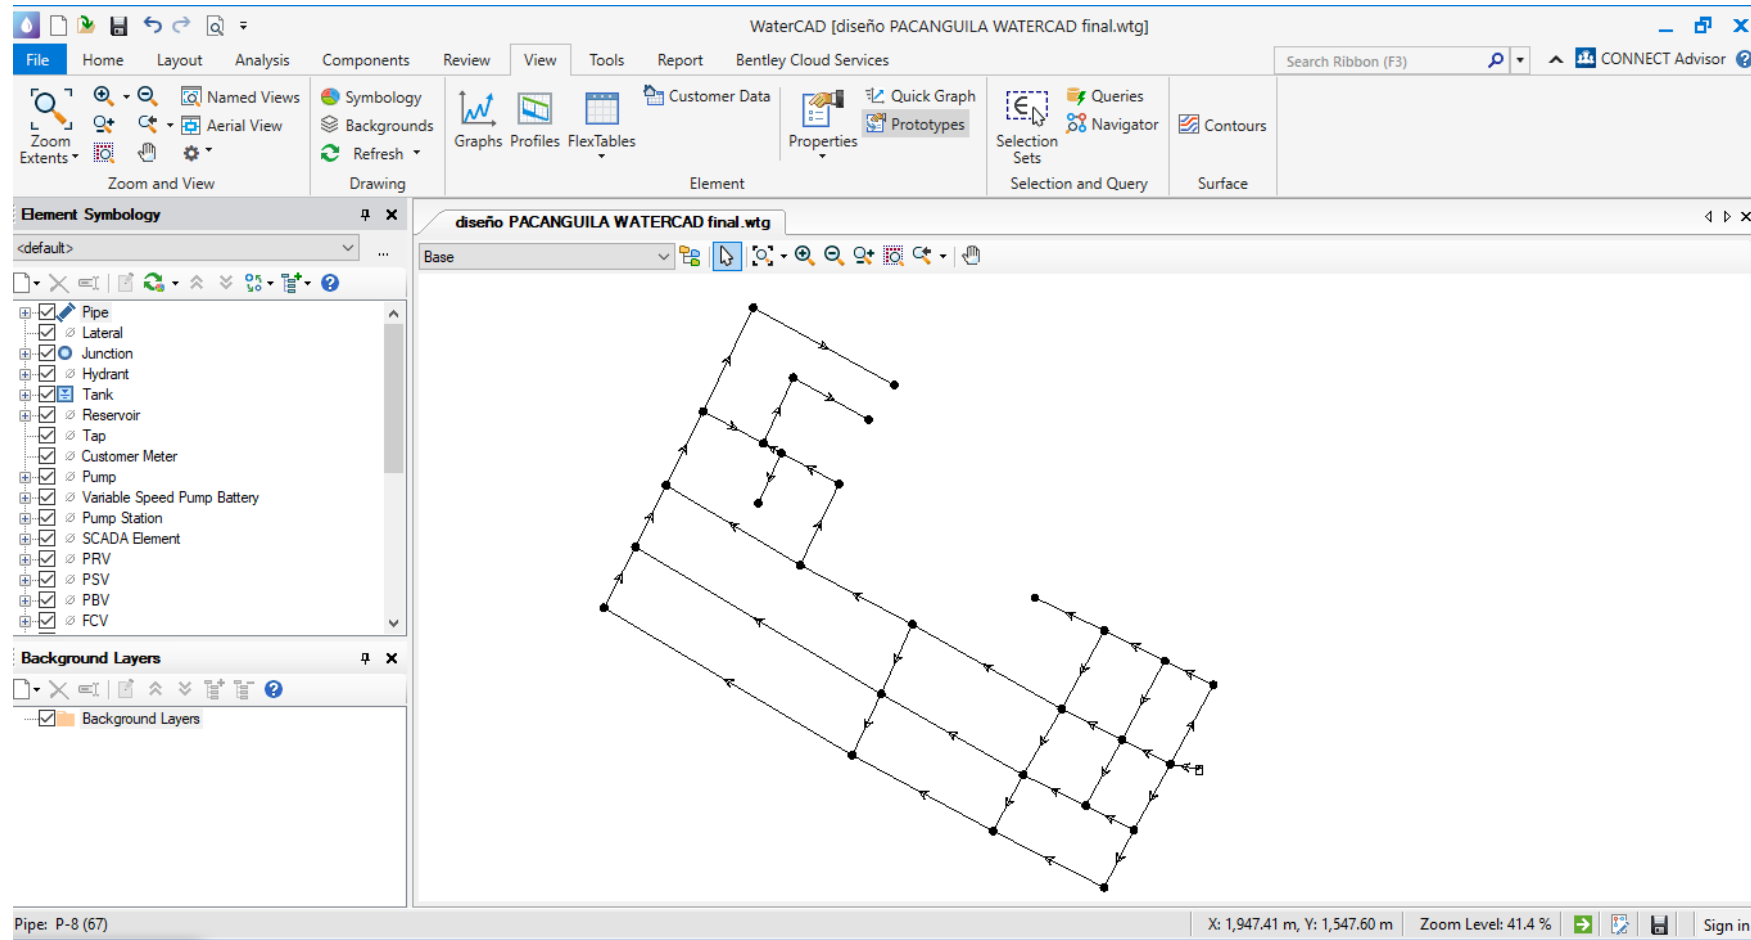 WaterCAD [diseño PACANGUILA WATERCAD final.wtg]
File Home Layout Analysis Components Review View Tools Report Bentley Cloud Services Search Ribbon (F3) CONNECT Advisor
Zoom Extents
Named Views
Aerial View
Zoom and View
Symbology
Backgrounds
Refresh
Drawing
Graphs Profiles FlexTables
Customer Data
Properties
Quick Graph
Prototypes
Element
Selection Sets
Queries
Navigator
Selection and Query
Contours
Surface
Element Symbology
<default>
...
Pipe
Lateral
Junction
Hydrant
Tank
Reservoir
Tap
Customer Meter
Pump
Variable Speed Pump Battery
Pump Station
SCADA Element
PRV
PSV
PBV
FCV
Background Layers
Background Layers
diseño PACANGUILA WATERCAD final.wtg
Base
Pipe: P-8 (67)
X: 1,947.41 m, Y: 1,547.60 m Zoom Level: 41.4 % Sign in